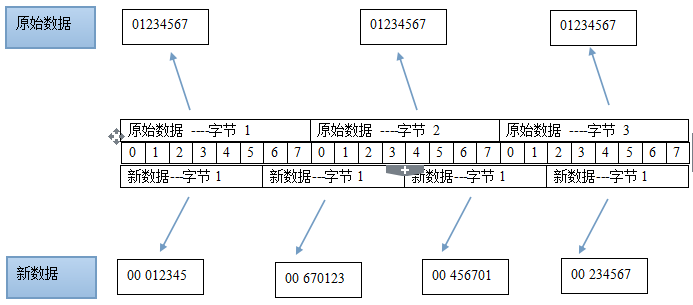 原始数据
01234567
01234567
01234567
原始数据 ----字节 1
原始数据 ----字节 2
原始数据 ----字节 3
0 1 2 3 4 5 6 7 0 1 2 3 4 5 6 7 0 1 2 3 4 5 6 7
新数据---字节 1
新数据---字节 1
新数据---字节 1
新数据---字节 1
新数据
00 012345
00 670123
00 456701
00 234567